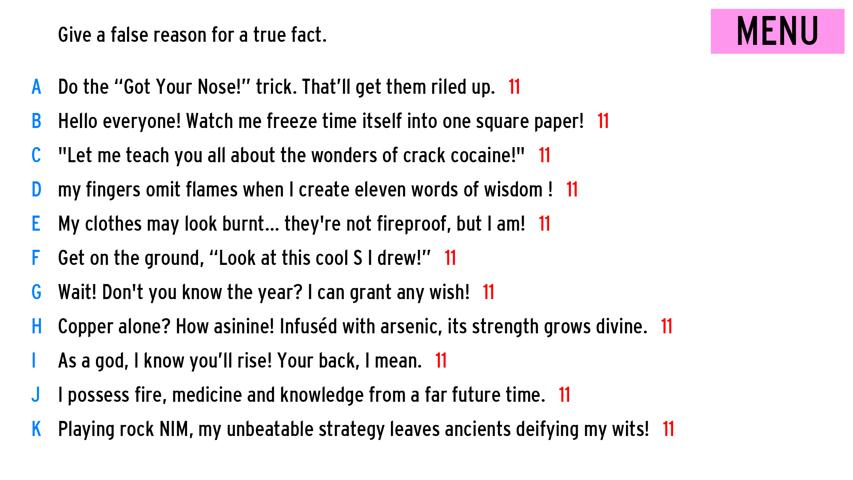 Give a false reason for a true fact.
MENU
A Do the “Got Your Nose!” trick. That’ll get them riled up. 11
B Hello everyone! Watch me freeze time itself into one square paper! 11
C "Let me teach you all about the wonders of crack cocaine!" 11
D my fingers omit flames when I create eleven words of wisdom ! 11
E My clothes may look burnt... they're not fireproof, but I am! 11
F Get on the ground, “Look at this cool S I drew!” 11
G Wait! Don't you know the year? I can grant any wish! 11
H Copper alone? How asinine! Infuséd with arsenic, its strength grows divine. 11
I As a god, I know you’ll rise! Your back, I mean. 11
J I possess fire, medicine and knowledge from a far future time. 11
K Playing rock NIM, my unbeatable strategy leaves ancients deifying my wits! 11